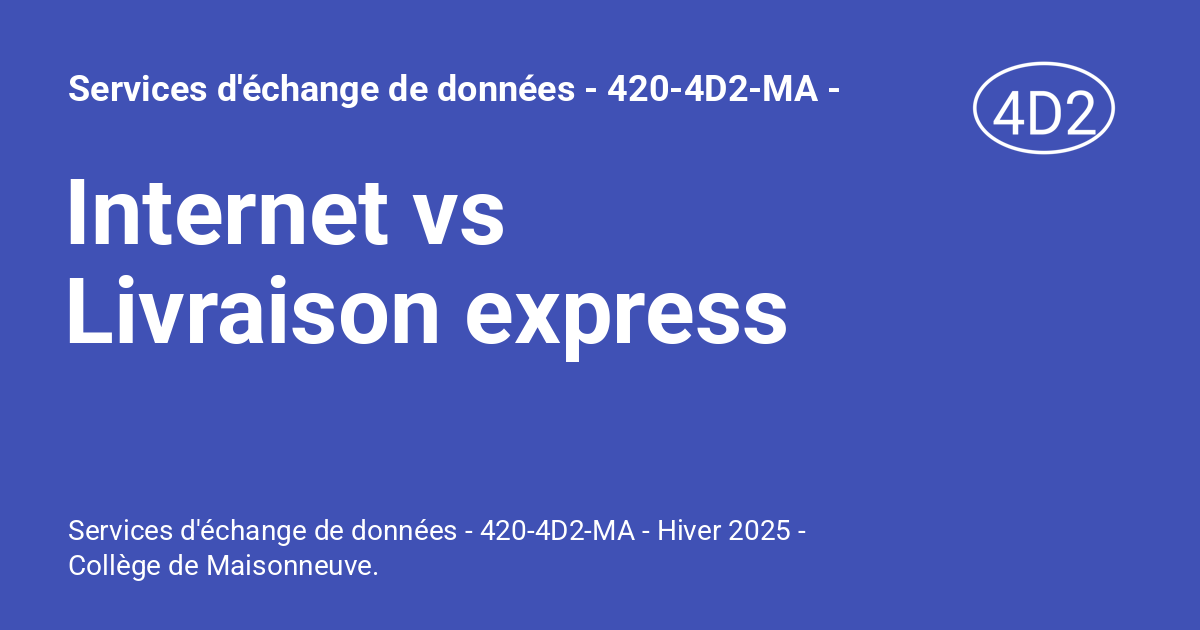 Services d'échange de données - 420-4D2-MA -
4D2
Internet vs
Livraison express
Services d'échange de données - 420-4D2-MA - Hiver 2025 -
Collège de Maisonneuve.